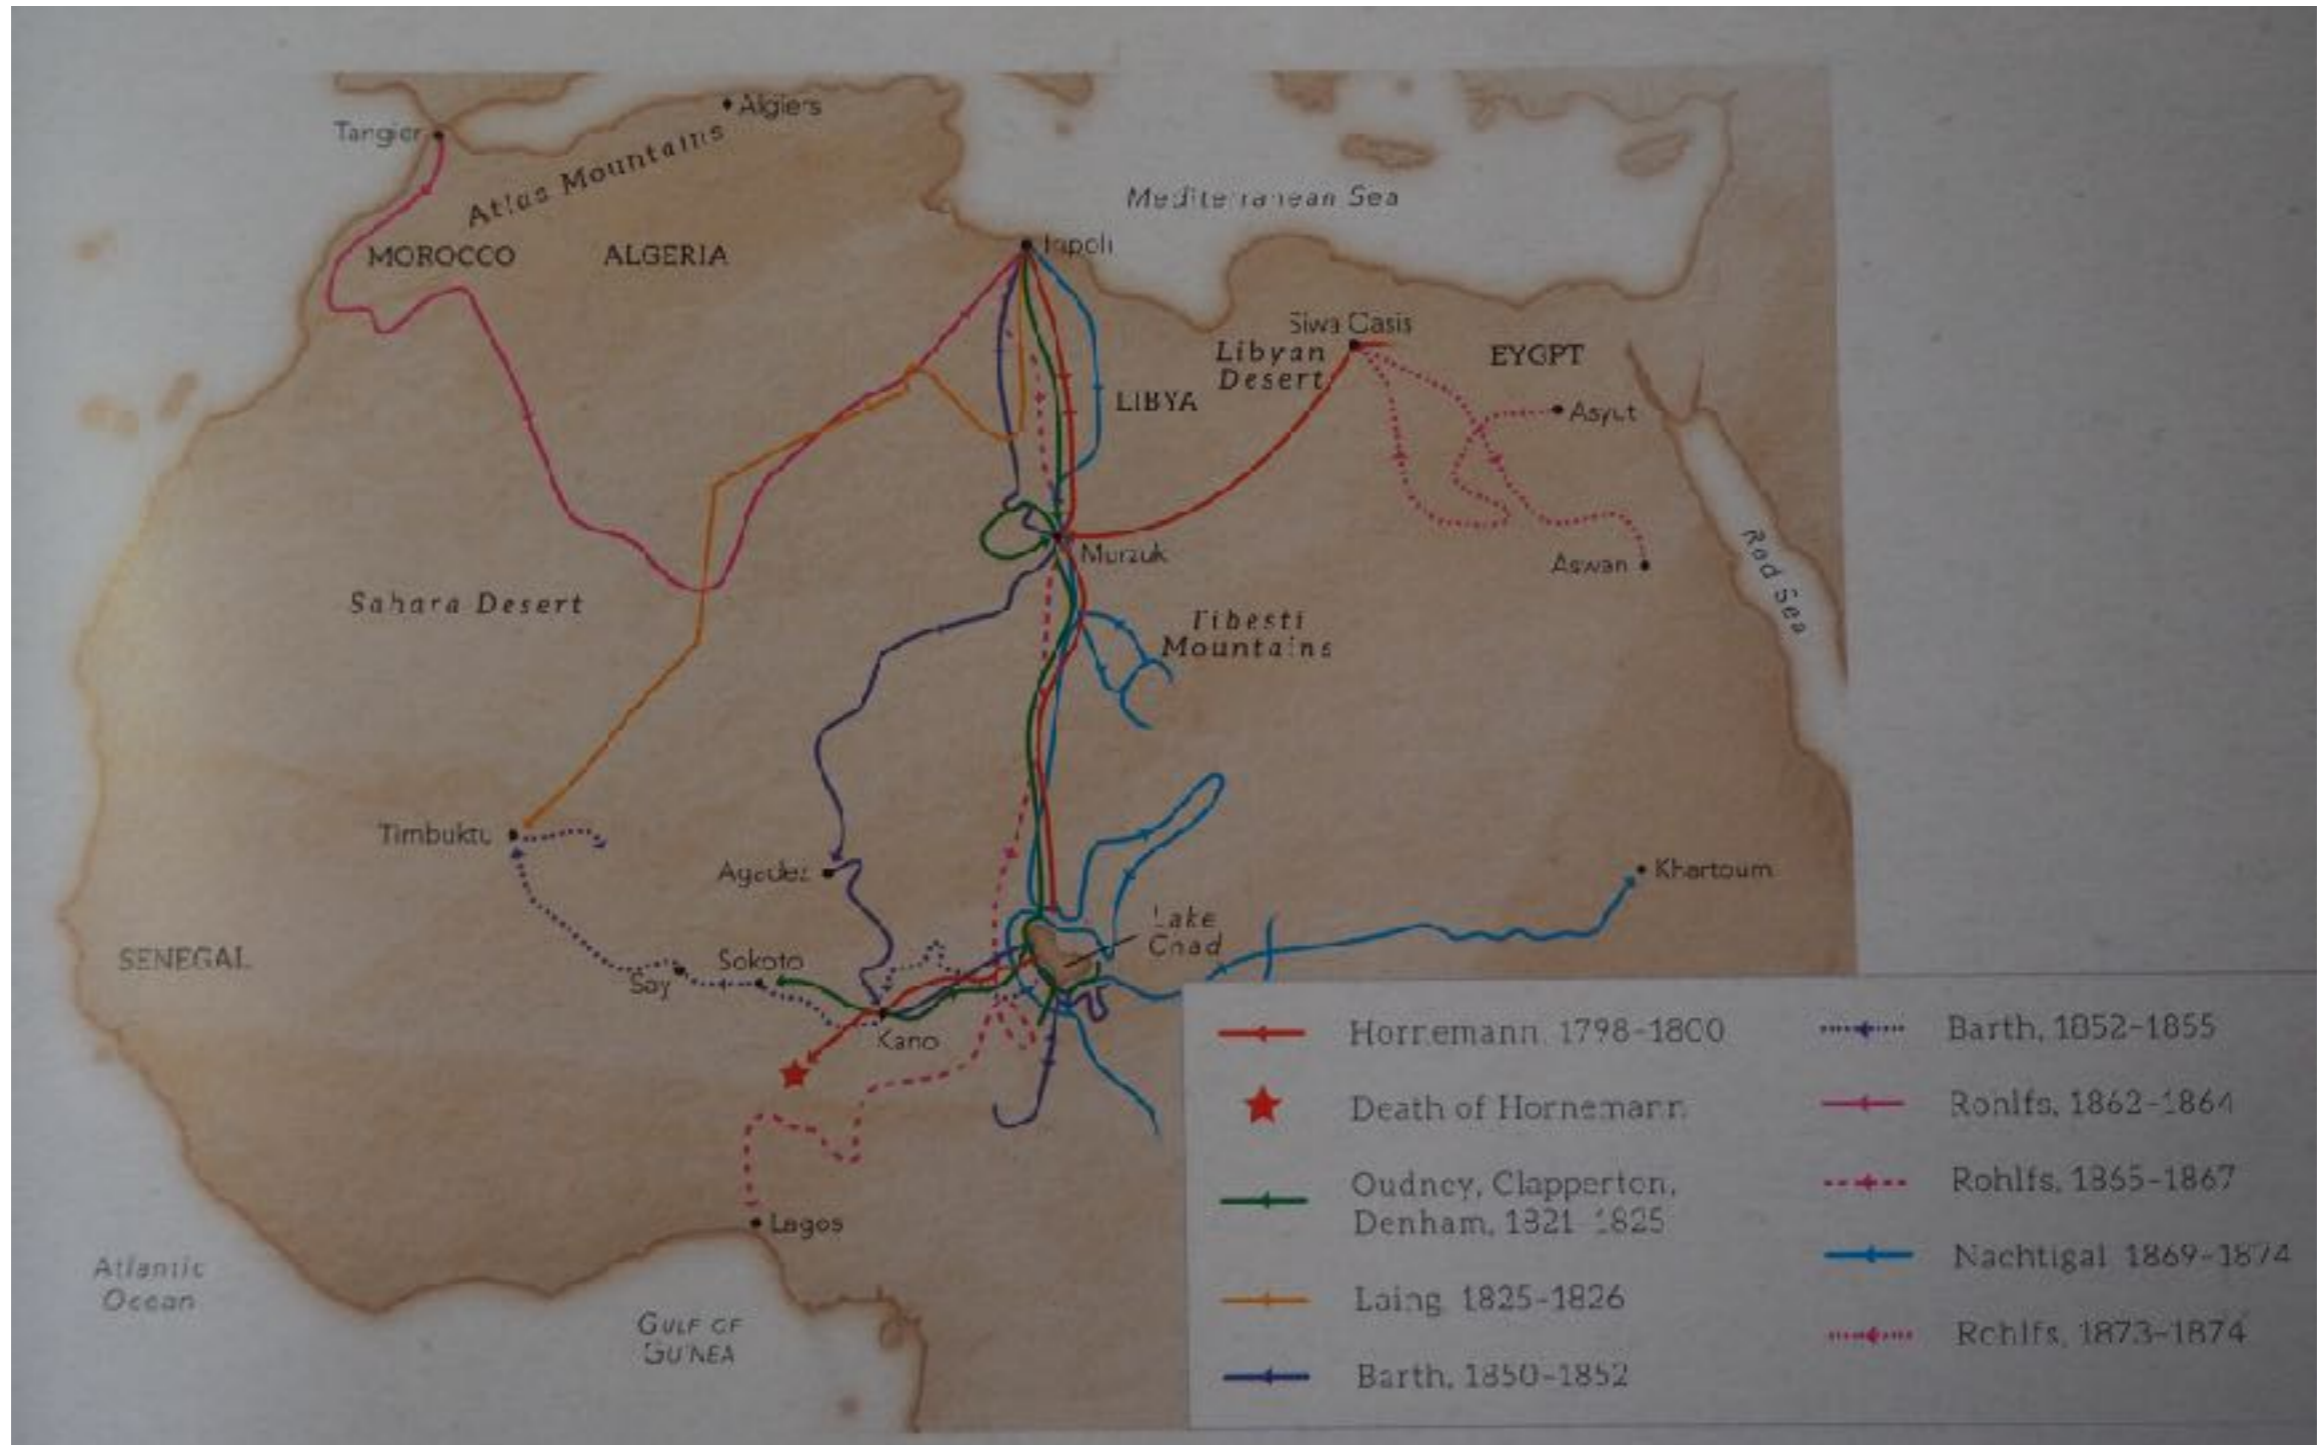 Algiers
Tangier
Atlas Mountains
Mediterranean Sea
MOROCCO
ALGERIA
Tripoli
Siwa Oasis
Libyan
Desert
EYGPT
LIBYA
Asyut
Murzuk
Aswan
Red Sea
Sahara Desert
Tibesti
Mountains
Timbuktu
Agadez
Khartoum
Lake
Chad
SENEGAL
Sokoto
Say
Kano
Lagos
Atlantic
Ocean
GULF OF
GUINEA
Hornemann 1798-1800
Death of Hornemann
Oudney, Clapperton,
Denham, 1821-1825
Laing 1825-1826
Barth, 1850-1852
Barth, 1852-1855
Rohlfs, 1862-1864
Rohlfs, 1865-1867
Nachtigal 1869-1874
Rohlfs, 1873-1874